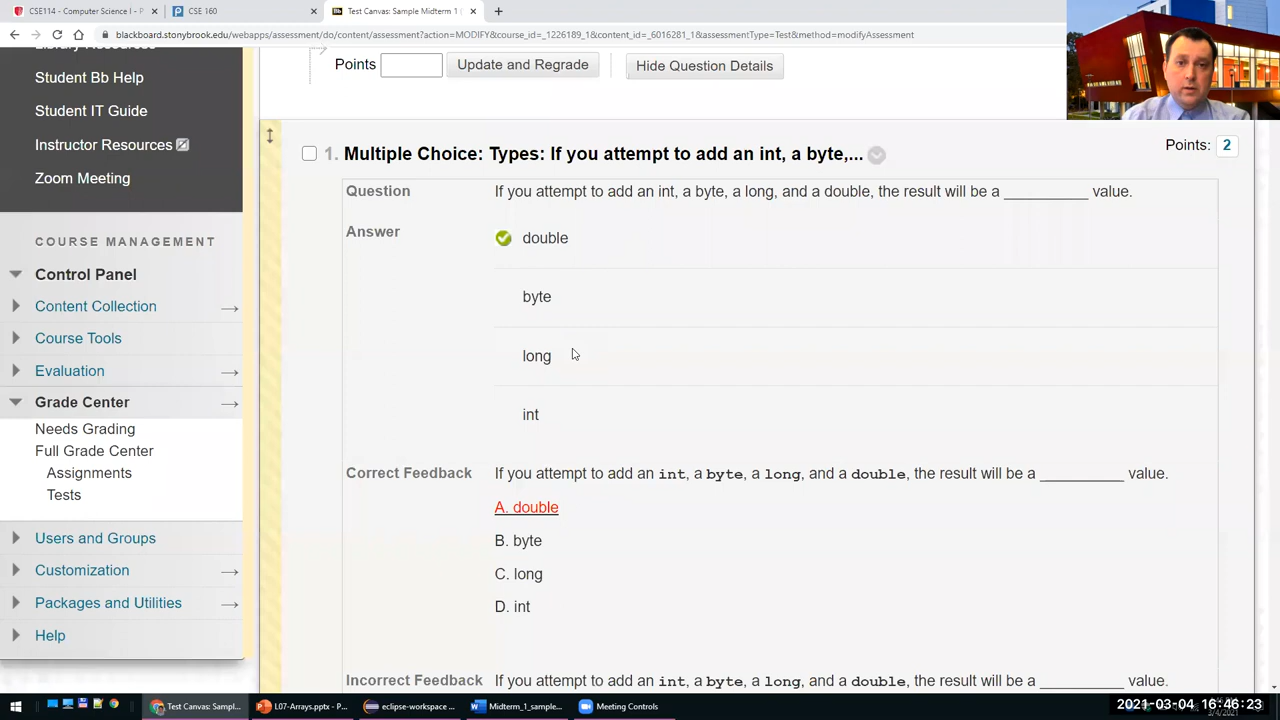 CSE114 - Computer Science I - P
CSE 160
Test Canvas: Sample Midterm 1 (
blackboard.stonybrook.edu/webapps/assessment/do/content/assessment?action=MODIFY&course_id=_1226189_1&content_id=_6016281_1&assessmentType=Test&method=modifyAssessment
Library Resources
Student Bb Help
Student IT Guide
Instructor Resources
Zoom Meeting
COURSE MANAGEMENT
Control Panel
Content Collection
Course Tools
Evaluation
Grade Center
Needs Grading
Full Grade Center
Assignments
Tests
Users and Groups
Customization
Packages and Utilities
Help
Points Update and Regrade Hide Question Details
1. Multiple Choice: Types: If you attempt to add an int, a byte,... Points: 2
Question If you attempt to add an int, a byte, a long, and a double, the result will be a __________ value.
Answer double
byte
long
int
Correct Feedback If you attempt to add an int, a byte, a long, and a double, the result will be a __________ value.
A. double
B. byte
C. long
D. int
Incorrect Feedback If you attempt to add an int, a byte, a long, and a double, the result will be a __________ value.
Test Canvas: Sampl... L07-Arrays.pptx - P... eclipse-workspace ... Midterm_1_sample... Meeting Controls
2021-03-04 16:46:23